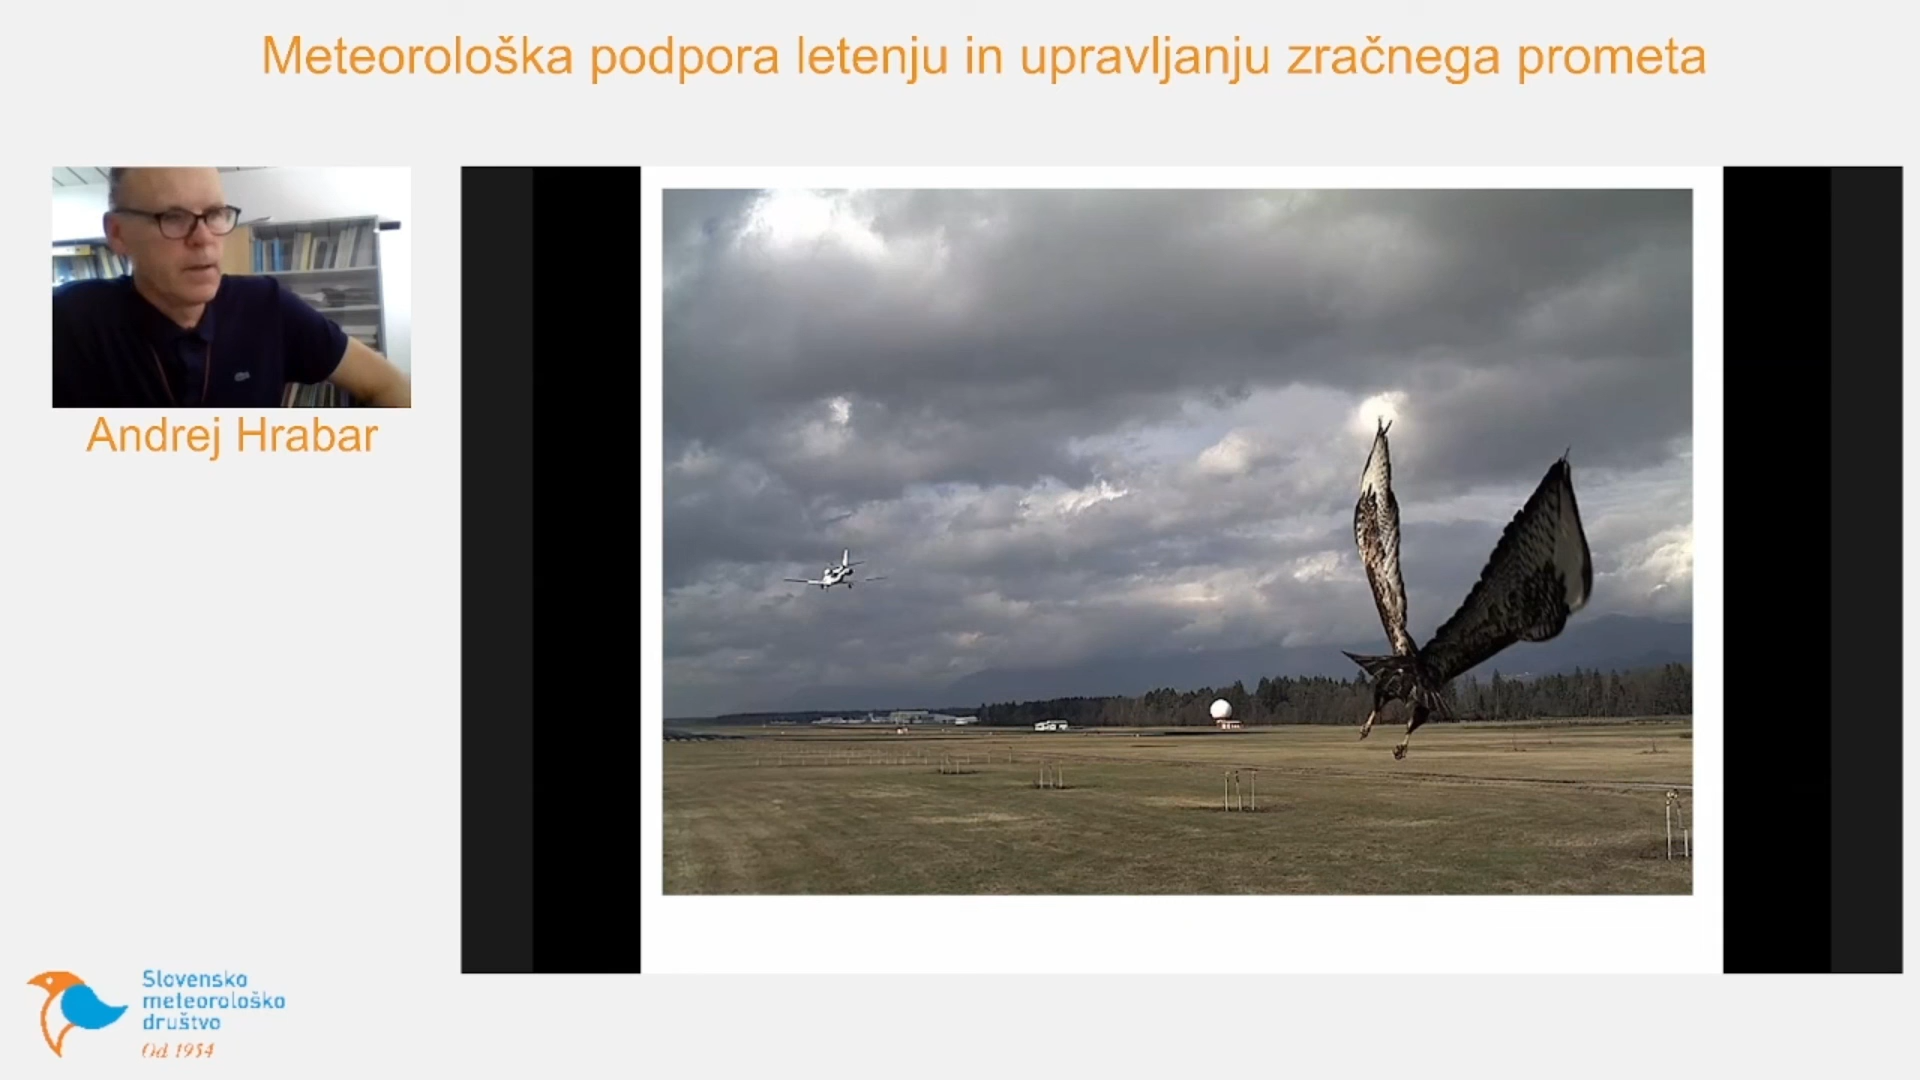 Meteorološka podpora letenju in upravljanju zračnega prometa
Andrej Hrabar
Slovensko
meteorološko
društvo
Od 1954